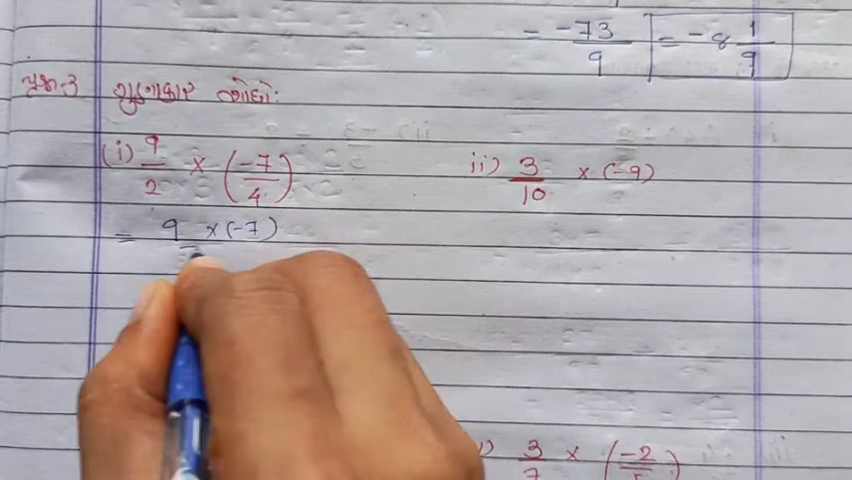 = -73/9 = -8 1/9
પ્રશ્ન-3 ગુણાકાર શોધો:
(i) 9/2 × (-7/4) ii) 3/10 × (-9)
= 9 × (-7)
3/7 × (-2/5)